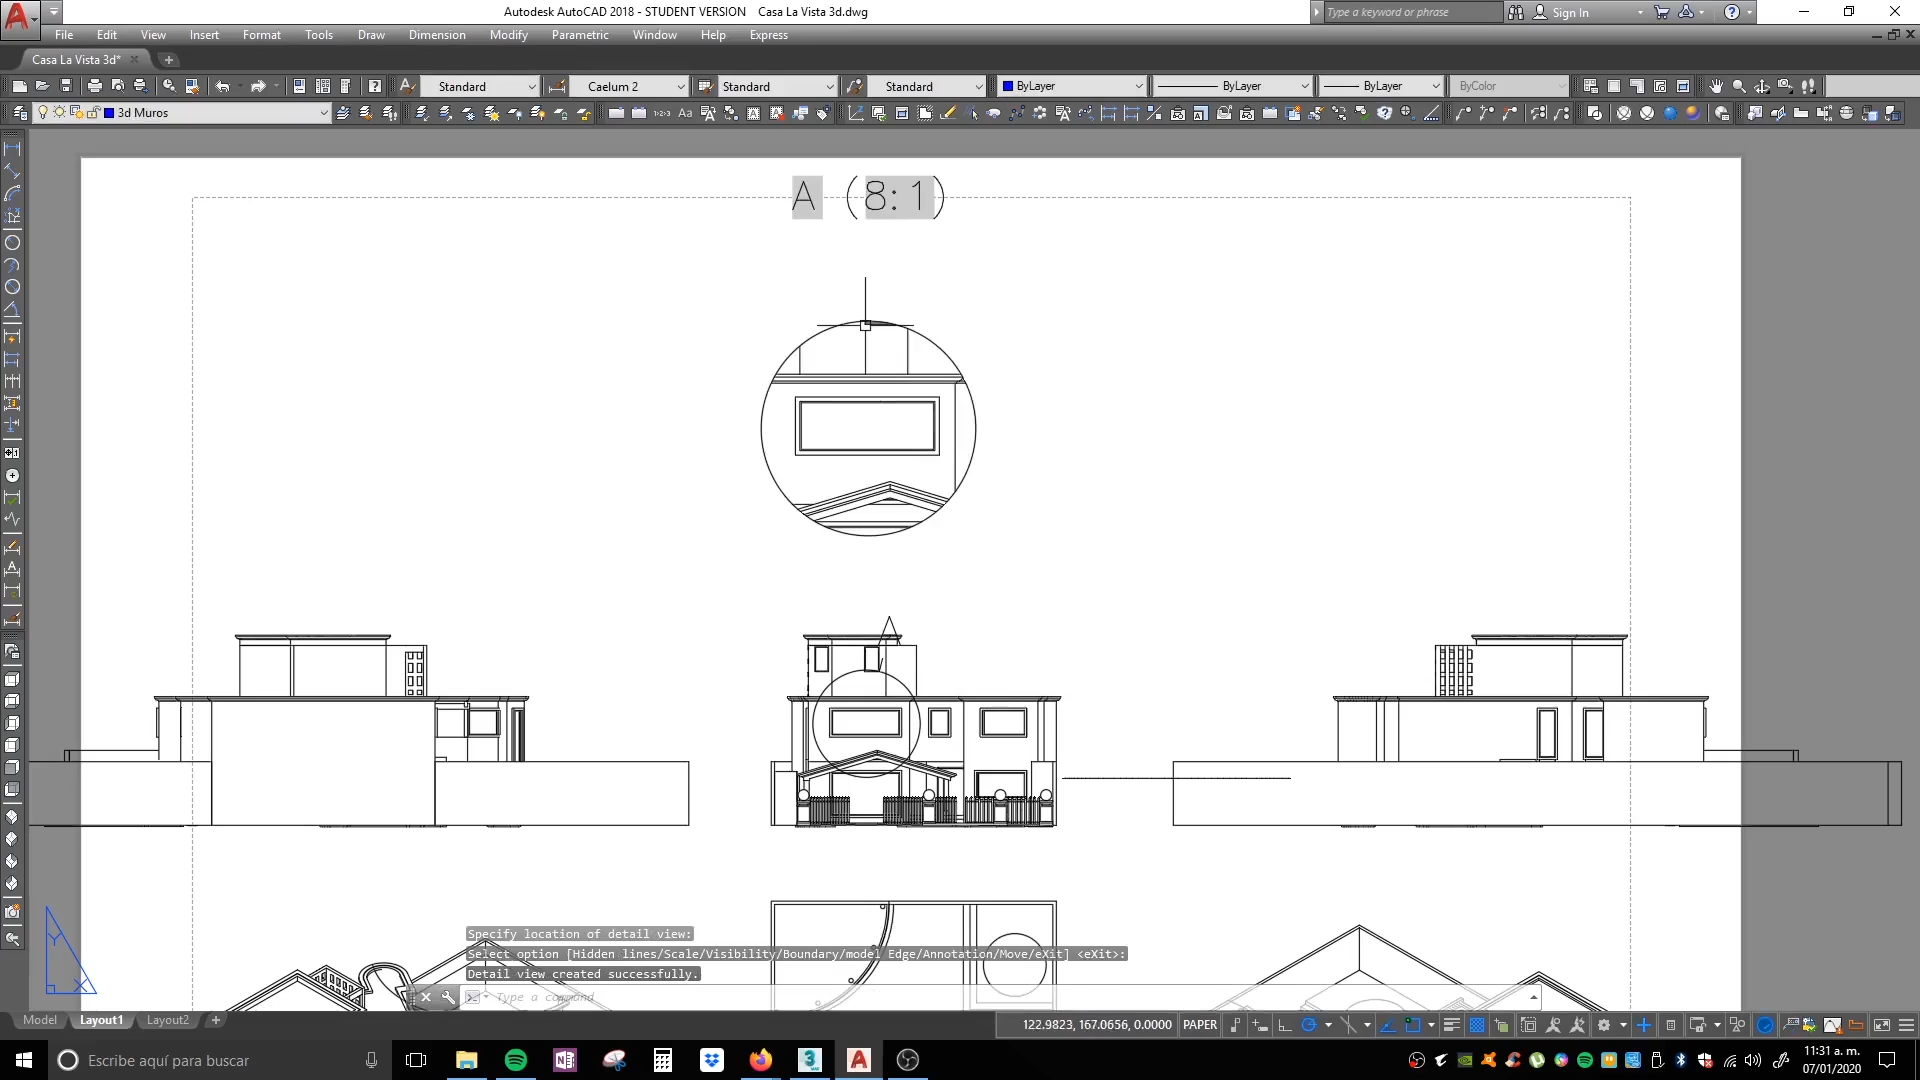 Autodesk AutoCAD 2018 - STUDENT VERSION Casa La Vista 3d.dwg
Type a keyword or phrase
Sign In
File Edit View Insert Format Tools Draw Dimension Modify Parametric Window Help Express
Casa La Vista 3d*
Standard Caelum 2 Standard Standard ByLayer ByLayer ByLayer ByColor
3d Muros
A (8:1)
A
Specify location of detail view:
Select option [Hidden lines/Scale/Visibility/Boundary/model Edge/Annotation/Move/eXit] <eXit>:
Detail view created successfully.
Type a command
Y
X
Model Layout1 Layout2
122.9823, 167.0656, 0.0000 PAPER
Escribe aquí para buscar
11:31 a. m.
07/01/2020